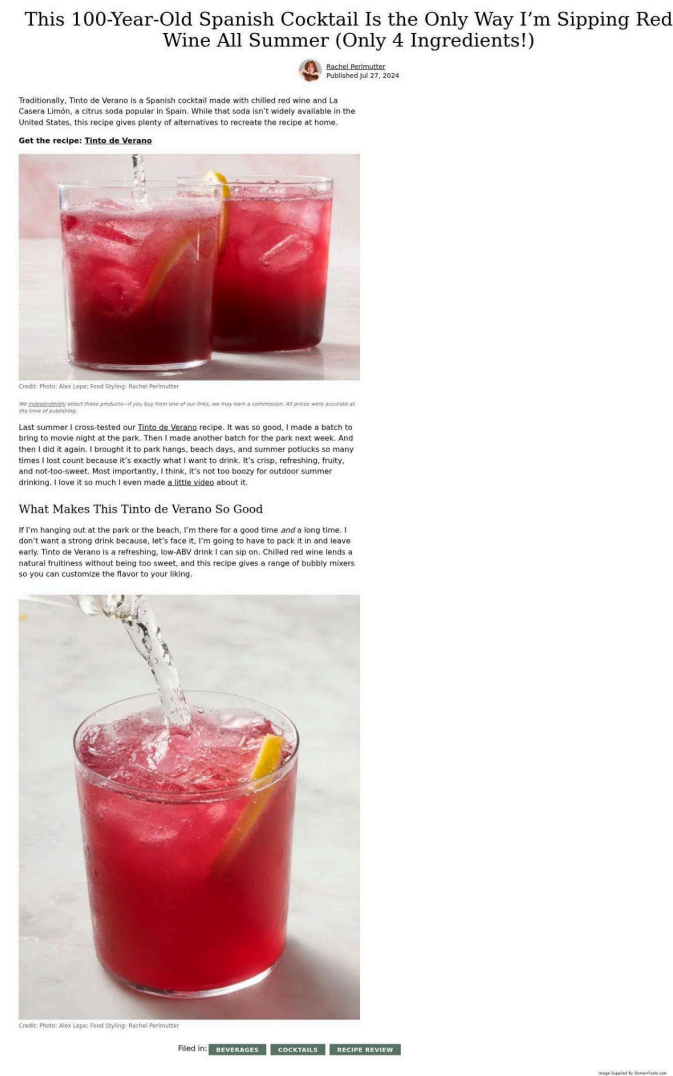 This 100-Year-Old Spanish Cocktail Is the Only Way I’m Sipping Red
Wine All Summer (Only 4 Ingredients!)
Rachel Perlmutter
Published Jul 27, 2024
Traditionally, Tinto de Verano is a Spanish cocktail made with chilled red wine and La
Casera Limón, a citrus soda popular in Spain. While that soda isn’t widely available in the
United States, this recipe gives plenty of alternatives to recreate the recipe at home.
Get the recipe: Tinto de Verano
Credit: Photo: Alex Lepe; Food Styling: Rachel Perlmutter
We independently select these products—if you buy from one of our links, we may earn a commission. All prices were accurate at
the time of publishing.
Last summer I cross-tested our Tinto de Verano recipe. It was so good, I made a batch to
bring to movie night at the park. Then I made another batch for the park next week. And
then I did it again. I brought it to park hangs, beach days, and summer potlucks so many
times I lost count because it’s exactly what I want to drink. It’s crisp, refreshing, fruity,
and not-too-sweet. Most importantly, I think, it’s not too boozy for outdoor summer
drinking. I love it so much I even made a little video about it.
What Makes This Tinto de Verano So Good
If I’m hanging out at the park or the beach, I’m there for a good time and a long time. I
don’t want a strong drink because, let’s face it, I’m going to have to pack it in and leave
early. Tinto de Verano is a refreshing, low-ABV drink I can sip on. Chilled red wine lends a
natural fruitiness without being too sweet, and this recipe gives a range of bubbly mixers
so you can customize the flavor to your liking.
Credit: Photo: Alex Lepe; Food Styling: Rachel Perlmutter
Filed in: BEVERAGES COCKTAILS RECIPE REVIEW
Image Supplied By DomainTools.com